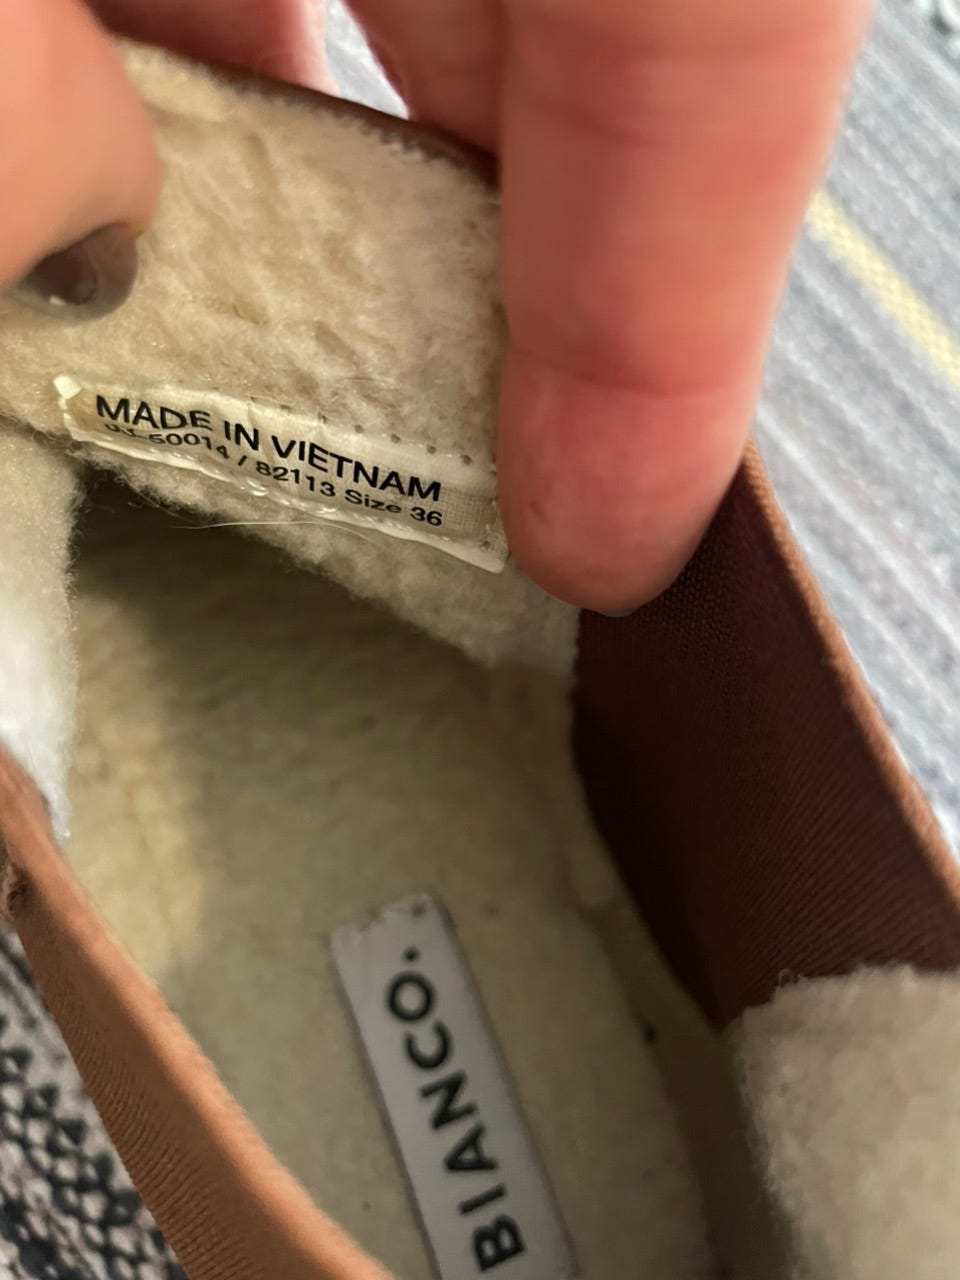 MADE IN VIETNAM
50014 / 82113 Size 36
BIANCO.